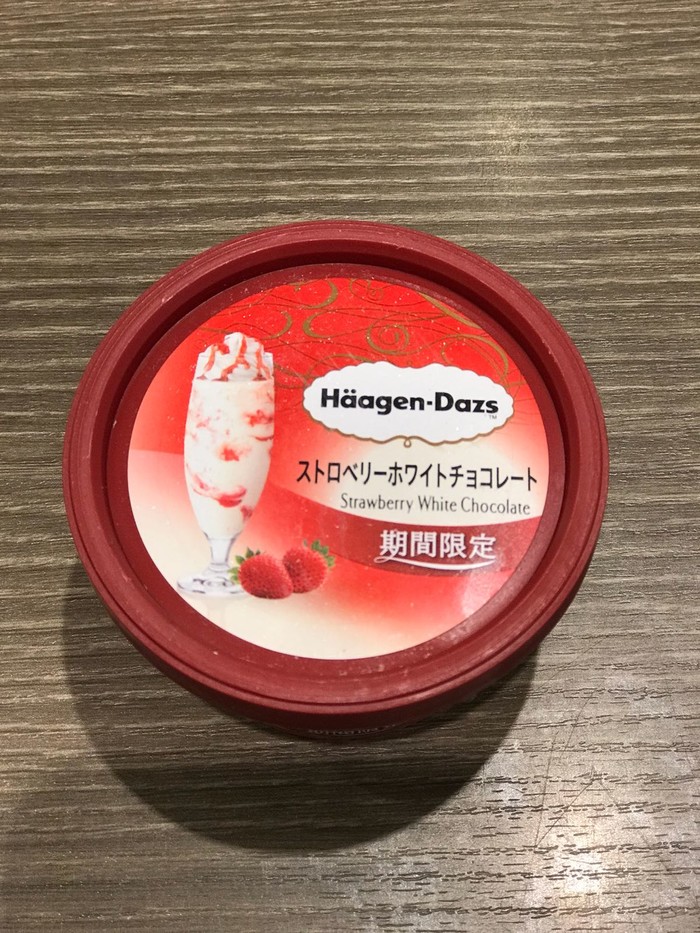 Häagen-Dazs
TM
ストロベリーホワイトチョコレート
Strawberry White Chocolate
期間限定